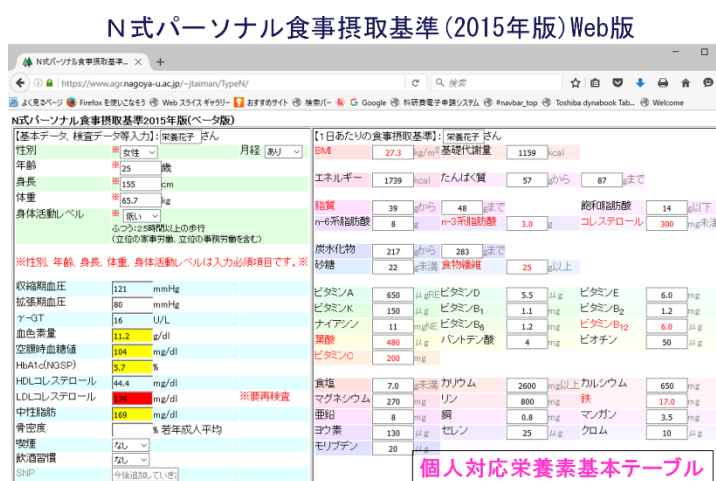 N式パーソナル食事摂取基準(2015年版)Web版
N式パーソナル食事摂取基準... ×  +
https://www.agr.nagoya-u.ac.jp/~jtaiman/TypeN/  検索
よく見るページ Firefox を使いこなそう Web スライス ギャラリー おすすめサイト 検索バー G Google 科研費電子申請システム #navbar_top Toshiba dynabook Tab... Welcome
N式パーソナル食事摂取基準2015年版(ベータ版)
【基本データ、検査データ等入力】: 栄養花子 さん
性別 ※ 女性 月経 あり
年齢 ※ 25 歳
身長 ※ 155 cm
体重 ※ 65.7 kg
身体活動レベル ※ 低い
ふつう:2.5時間以上の歩行
(立位の家事労働、立位の事務労働を含む)
※性別、年齢、身長、体重、身体活動レベルは入力必須項目です。※
収縮期血圧 121 mmHg
拡張期血圧 80 mmHg
γ-GT 16 U/L
血色素量 11.2 g/dl
空腹時血糖値 104 mg/dl
HbA1c(NGSP) 5.7 %
HDLコレステロール 44.4 mg/dl
LDLコレステロール 174 mg/dl ※要再検査
中性脂肪 169 mg/dl
骨密度 % 若年成人平均
喫煙 なし
飲酒習慣 なし
SNP 今後追加していき
【1日あたりの食事摂取基準】: 栄養花子 さん
BMI 27.3 kg/m² 基礎代謝量 1159 kcal
エネルギー 1739 kcal たんぱく質 57 gから 87 gまで
脂質 39 gから 48 gまで 飽和脂肪酸 14 g以下
n-6系脂肪酸 8 g n-3系脂肪酸 3.0 g コレステロール 300 mg未満
炭水化物 217 gから 283 gまで
砂糖 22 g未満 食物繊維 25 g以上
ビタミンA 650 μgRE ビタミンD 5.5 μg ビタミンE 6.0 mg
ビタミンK 150 μg ビタミンB₁ 1.1 mg ビタミンB₂ 1.2 mg
ナイアシン 11 mgNE ビタミンB₆ 1.2 mg ビタミンB₁₂ 6.0 μg
葉酸 480 μg パントテン酸 4 mg ビオチン 50 μg
ビタミンC 200 mg
食塩 7.0 g未満 カリウム 2600 mg以上 カルシウム 650 mg
マグネシウム 270 mg リン 800 mg 鉄 17.0 mg
亜鉛 8 mg 銅 0.8 mg マンガン 3.5 mg
ヨウ素 130 μg セレン 25 μg クロム 10 μg
モリブデン 20 μg
個人対応栄養素基本テーブル